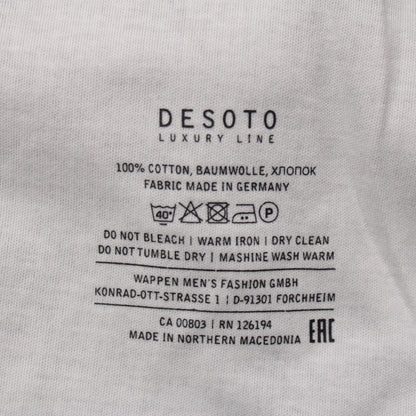 DESOTO
LUXURY LINE
100% COTTON, BAUMWOLLE, ХЛОПОК
FABRIC MADE IN GERMANY
40° P
DO NOT BLEACH | WARM IRON | DRY CLEAN
DO NOT TUMBLE DRY | MASHINE WASH WARM
WAPPEN MEN'S FASHION GMBH
KONRAD-OTT-STRASSE 1 | D-91301 FORCHHEIM
CA 00803 | RN 126194
MADE IN NORTHERN MACEDONIA EAC